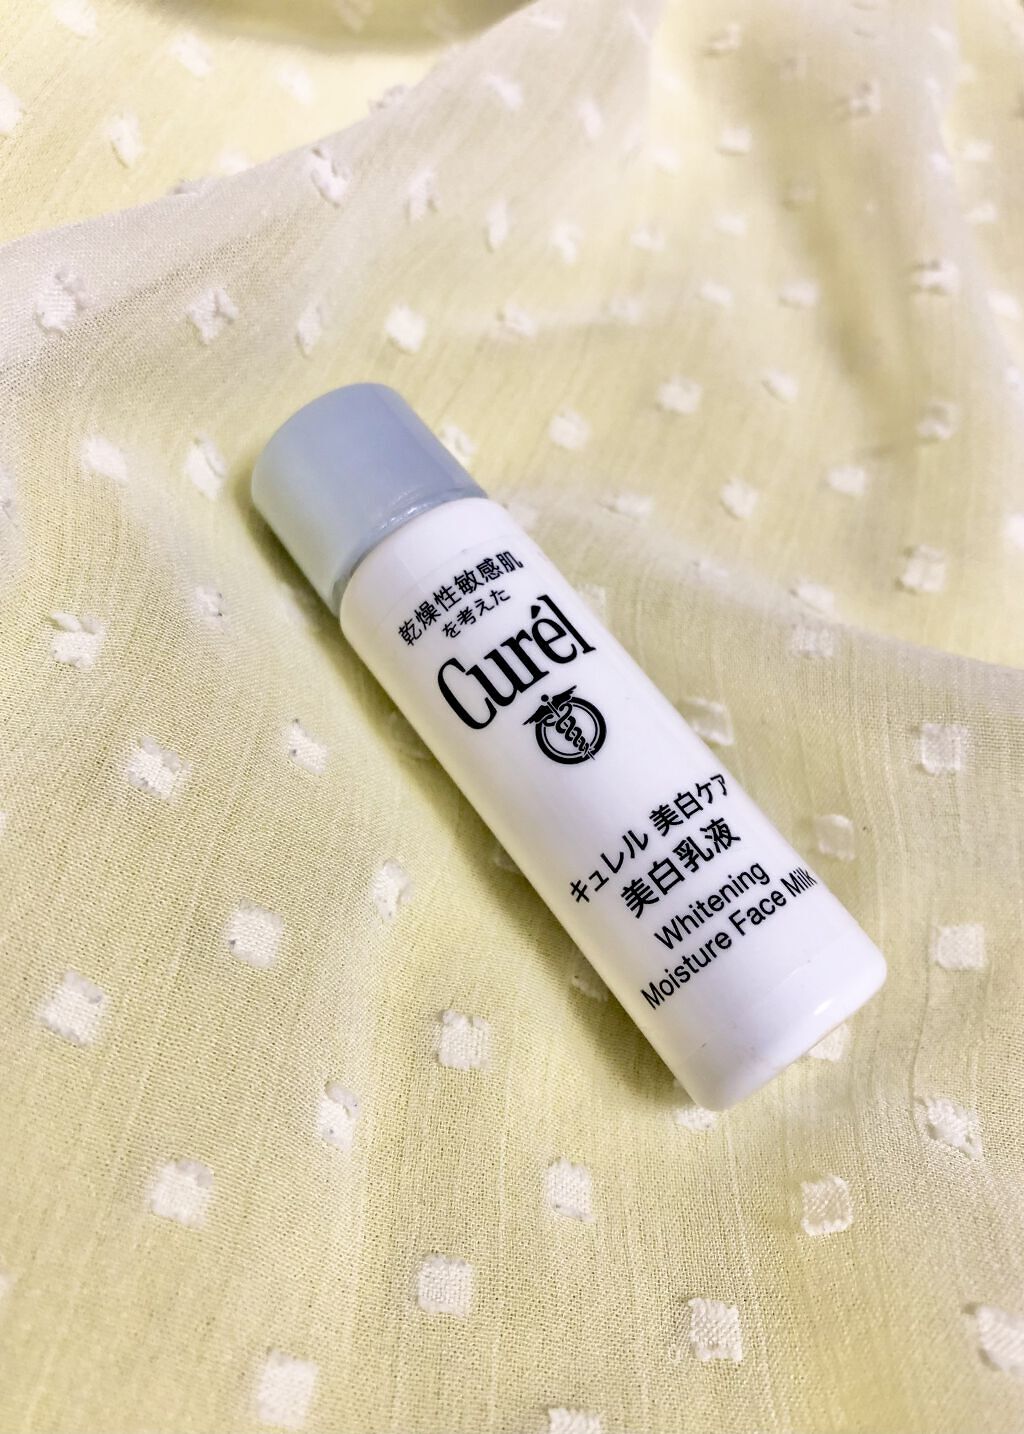 乾燥性敏感肌
を考えた
Curél
キュレル 美白ケア
美白乳液
Whitening
Moisture Face Milk